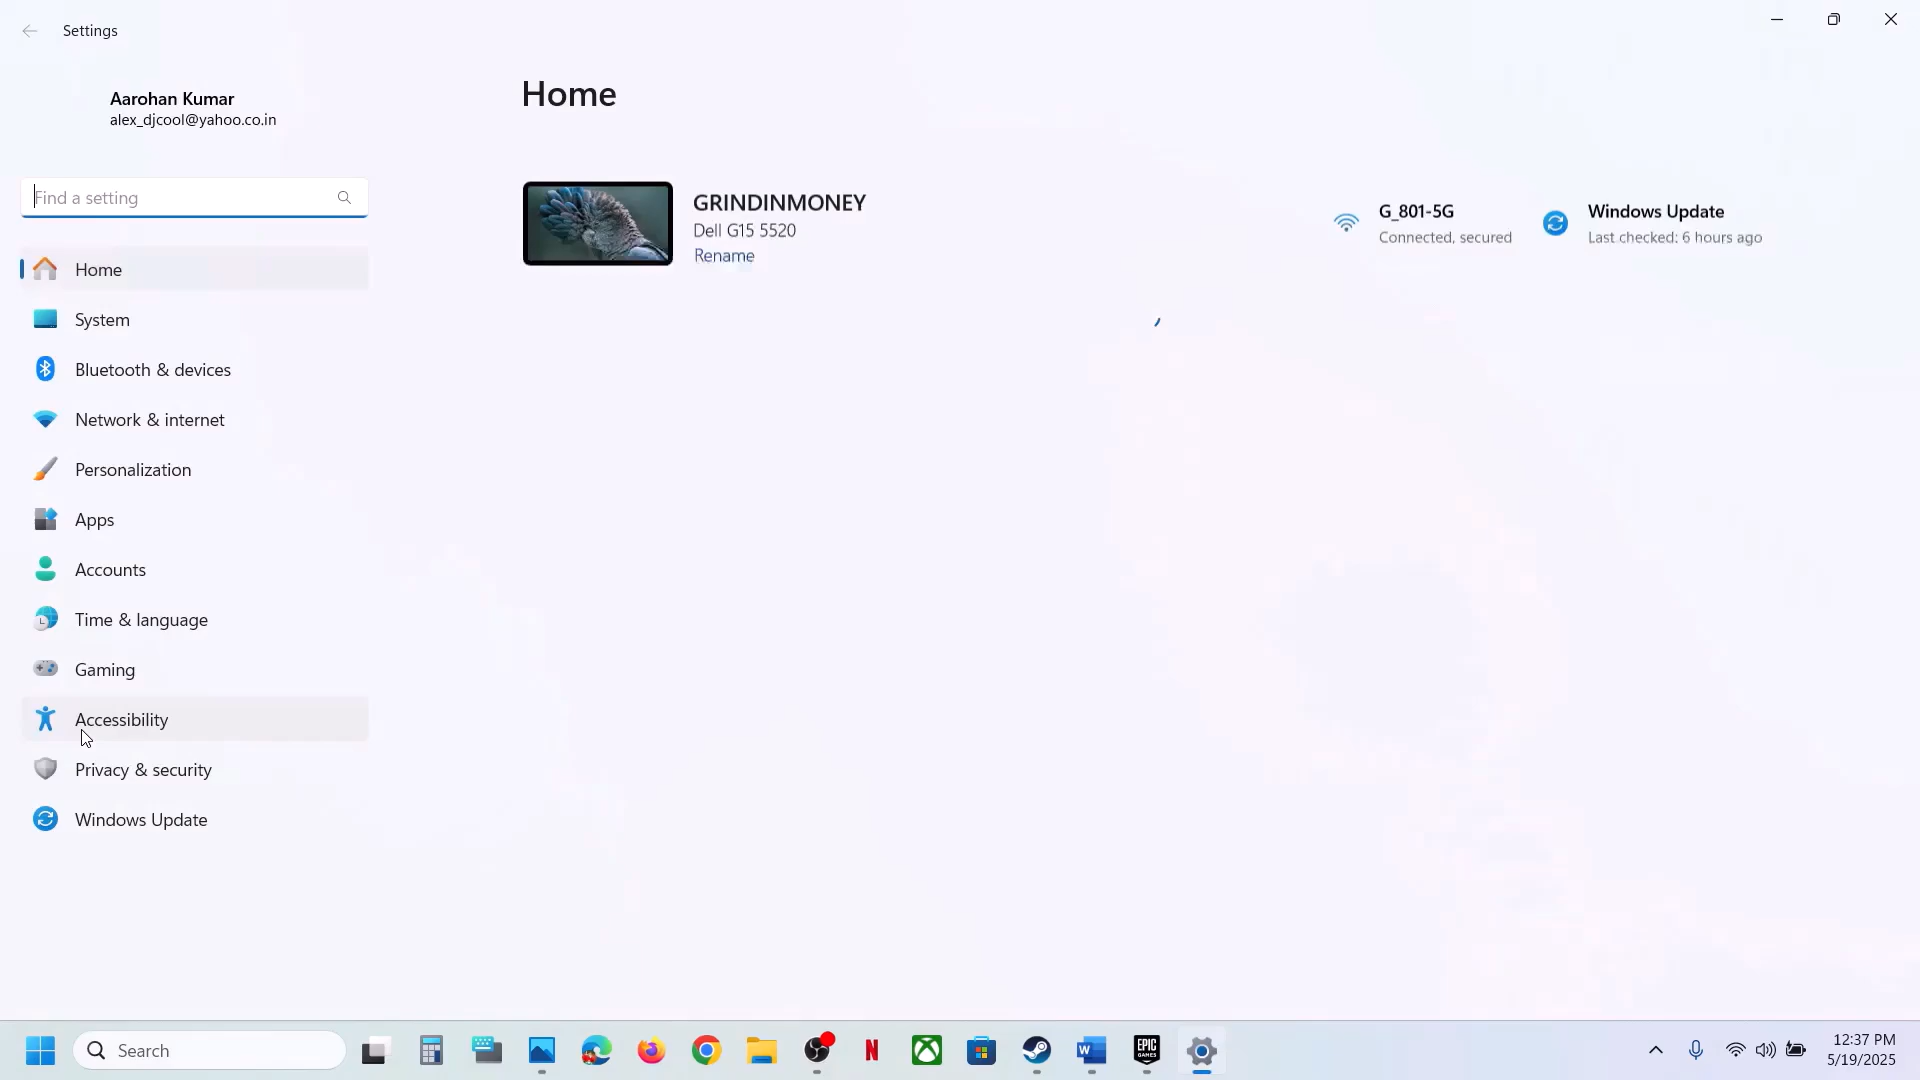 Settings
Aarohan Kumar
alex_djcool@yahoo.co.in
Find a setting
Home
System
Bluetooth & devices
Network & internet
Personalization
Apps
Accounts
Time & language
Gaming
Accessibility
Privacy & security
Windows Update
Home
GRINDINMONEY
Dell G15 5520
Rename
G_801-5G
Connected, secured
Windows Update
Last checked: 6 hours ago
Search
N
EPIC
GAMES
12:37 PM
5/19/2025